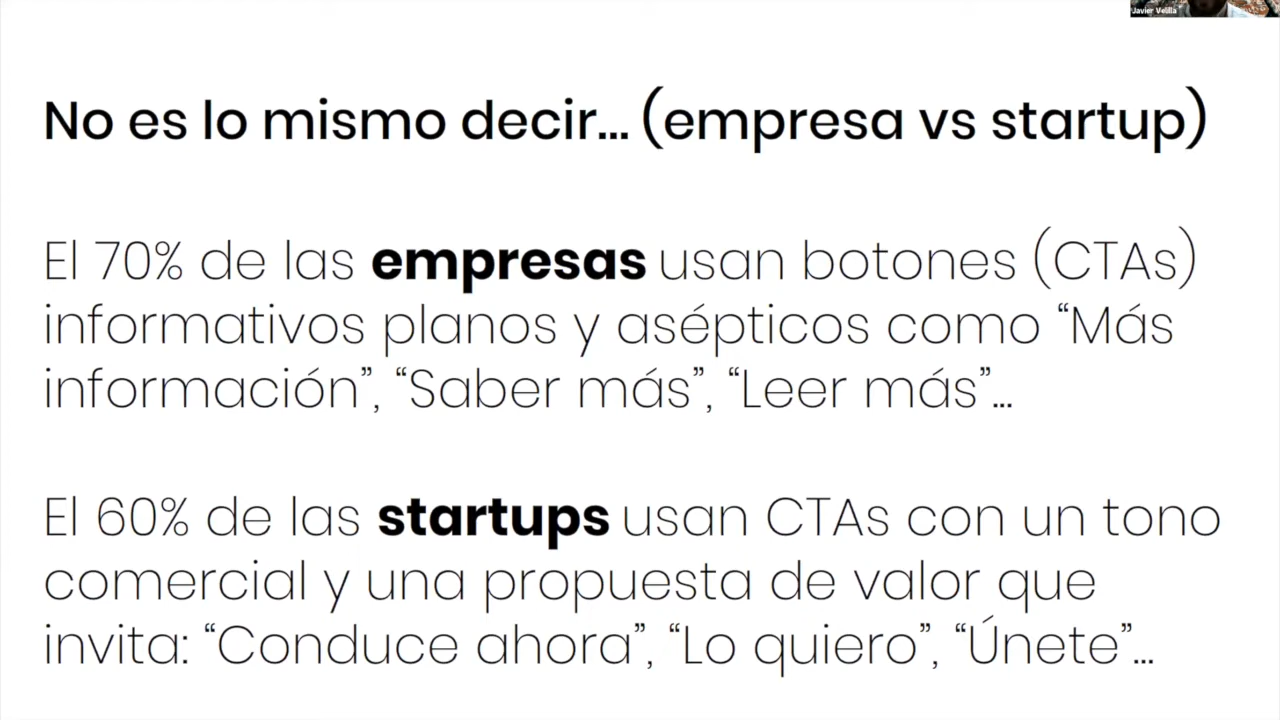 Javier Velilla
No es lo mismo decir... (empresa vs startup)
El 70% de las empresas usan botones (CTAs)
informativos planos y asépticos como “Más
información”, “Saber más”, “Leer más”...
El 60% de las startups usan CTAs con un tono
comercial y una propuesta de valor que
invita: “Conduce ahora”, “Lo quiero”, “Únete”...